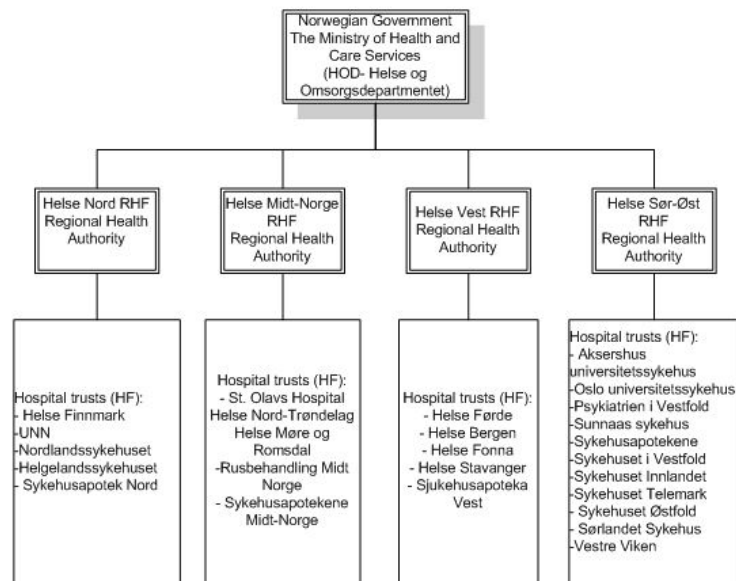 Norwegian Government
The Ministry of Health and
Care Services
(HOD- Helse og
Omsorgsdepartmentet)
Helse Nord RHF
Regional Health
Authority
Helse Midt-Norge
RHF
Regional Health
Authority
Helse Vest RHF
Regional Health
Authority
Helse Sør-Øst
RHF
Regional Health
Authority
Hospital trusts (HF):
- Helse Finnmark
-UNN
-Nordlandssykehuset
-Helgelandssykehuset
- Sykehusapotek Nord
Hospital trusts (HF):
- St. Olavs Hospital
Helse Nord-Trøndelag
Helse Møre og
Romsdal
-Rusbehandling Midt
Norge
- Sykehusapotekene
Midt-Norge
Hospital trusts (HF):
- Helse Førde
- Helse Bergen
- Helse Fonna
- Helse Stavanger
- Sjukehusapoteka
Vest
Hospital trusts (HF):
- Aksershus
universitetssykehus
-Oslo universitetssykehus
-Psykiatrien i Vestfold
- Sunnaas sykehus
- Sykehusapotekene
- Sykehuset i Vestfold
- Sykehuset Innlandet
- Sykehuset Telemark
- Sykehuset Østfold
- Sørlandet Sykehus
-Vestre Viken